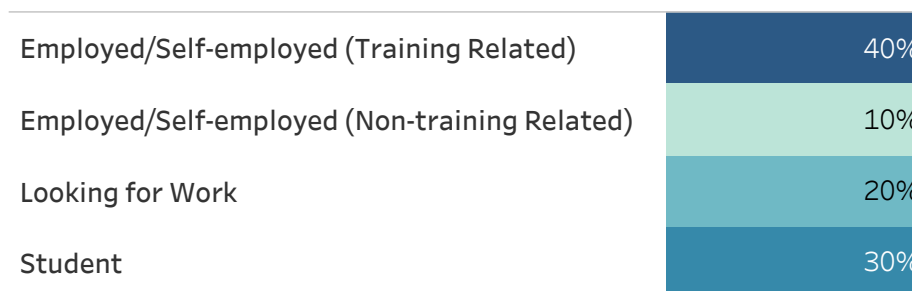 Employed/Self-employed (Training Related) 40%
Employed/Self-employed (Non-training Related) 10%
Looking for Work 20%
Student 30%